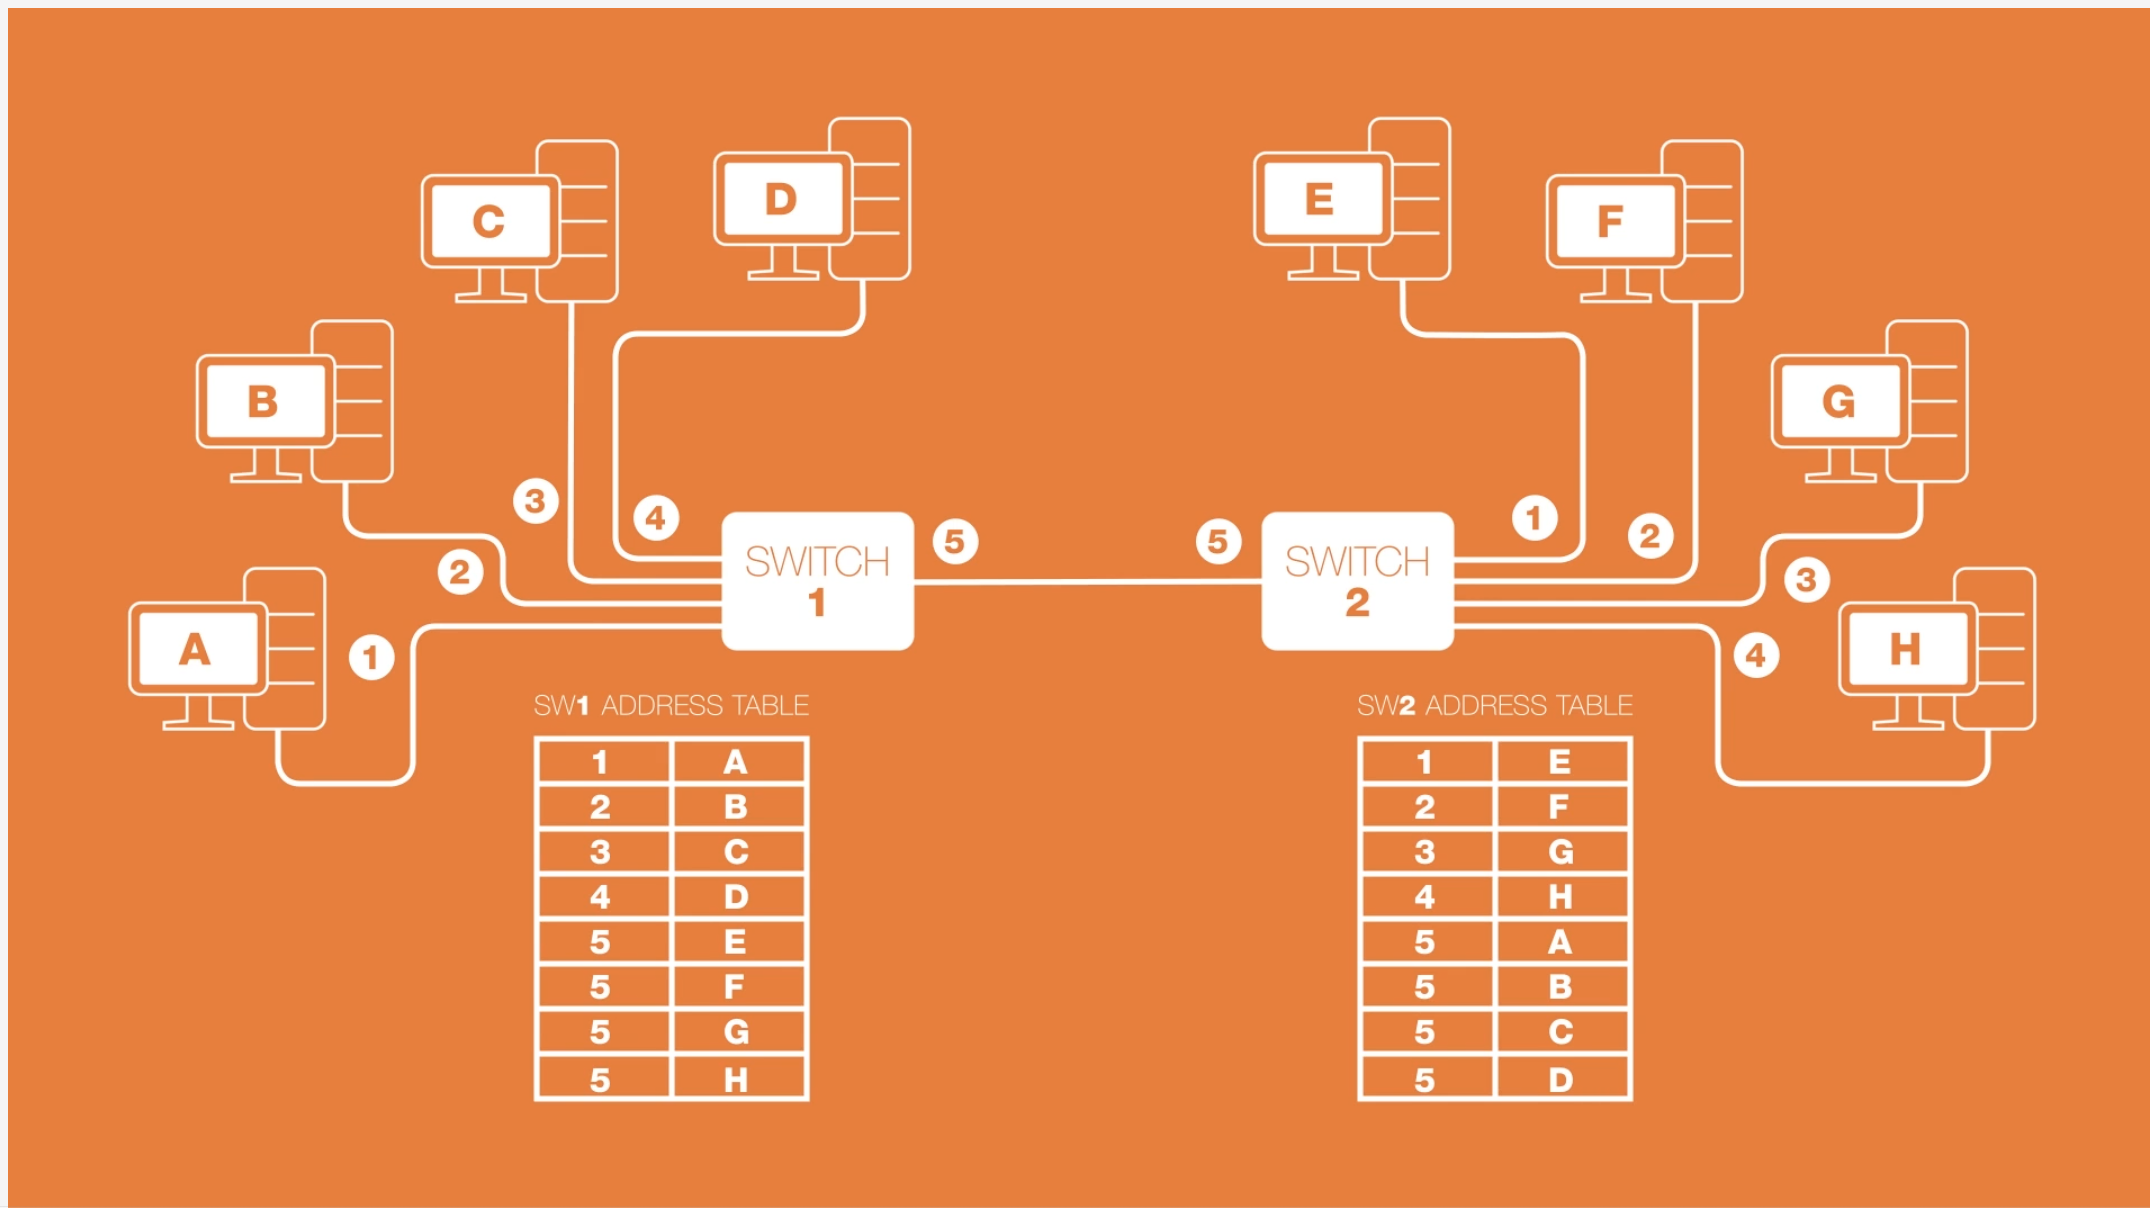 D
E
C
F
B
G
3
4
5
5
1
2
SWITCH
1
SWITCH
2
2
3
A
1
4
H
SW1 ADDRESS TABLE
1 A
2 B
3 C
4 D
5 E
5 F
5 G
5 H
SW2 ADDRESS TABLE
1 E
2 F
3 G
4 H
5 A
5 B
5 C
5 D